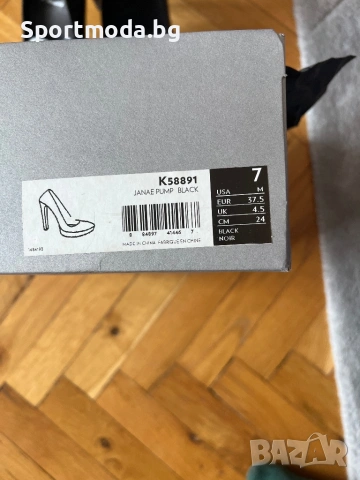 Sportmoda.bg
K58891
JANAE PUMP BLACK
MADE IN CHINA FABRIQUE EN CHINE
7
USA M
EUR 37.5
UK 4.5
CM 24
BLACK
NOIR
BAZAR